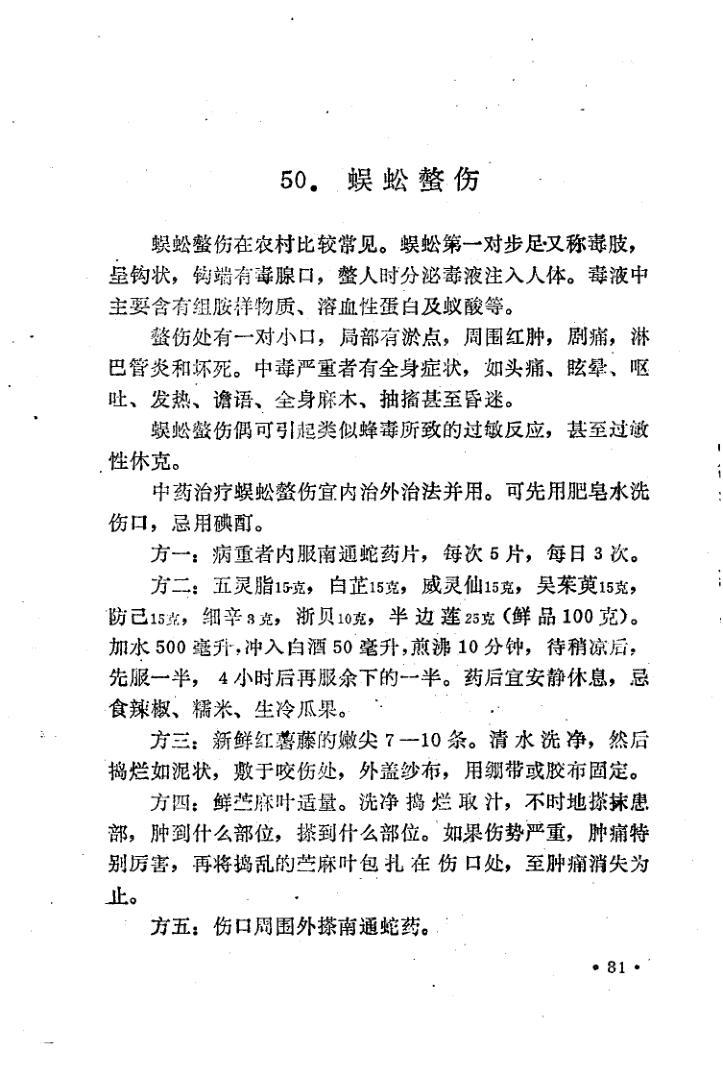 50. 蜈蚣螫伤
蜈蚣螫伤在农村比较常见。蜈蚣第一对步足又称毒肢，
呈钩状，钩端有毒腺口，螫人时分泌毒液注入人体。毒液中
主要含有组胺样物质、溶血性蛋白及蚁酸等。
螫伤处有一对小口，局部有淤点，周围红肿，剧痛，淋
巴管炎和坏死。中毒严重者有全身症状，如头痛、眩晕、呕
吐、发热、谵语、全身麻木、抽搐甚至昏迷。
蜈蚣螫伤偶可引起类似蜂毒所致的过敏反应，甚至过敏
性休克。
中药治疗蜈蚣螫伤宜内治外治法并用。可先用肥皂水洗
伤口，忌用碘酊。
方一：病重者内服南通蛇药片，每次5片，每日3次。
方二：五灵脂15克，白芷15克，威灵仙15克，吴茱萸15克，
防己15克，细辛3克，浙贝10克，半边莲25克（鲜品100克）。
加水500毫升，冲入白酒50毫升，煎沸10分钟，待稍凉后，
先服一半，4小时后再服余下的一半。药后宜安静休息，忌
食辣椒、糯米、生冷瓜果。
方三：新鲜红薯藤的嫩尖7—10条。清水洗净，然后
捣烂如泥状，敷于咬伤处，外盖纱布，用绷带或胶布固定。
方四：鲜苎麻叶适量。洗净捣烂取汁，不时地搽抹患
部，肿到什么部位，搽到什么部位。如果伤势严重，肿痛特
别厉害，再将捣乱的苎麻叶包扎在伤口处，至肿痛消失为
止。
方五：伤口周围外搽南通蛇药。
·81·